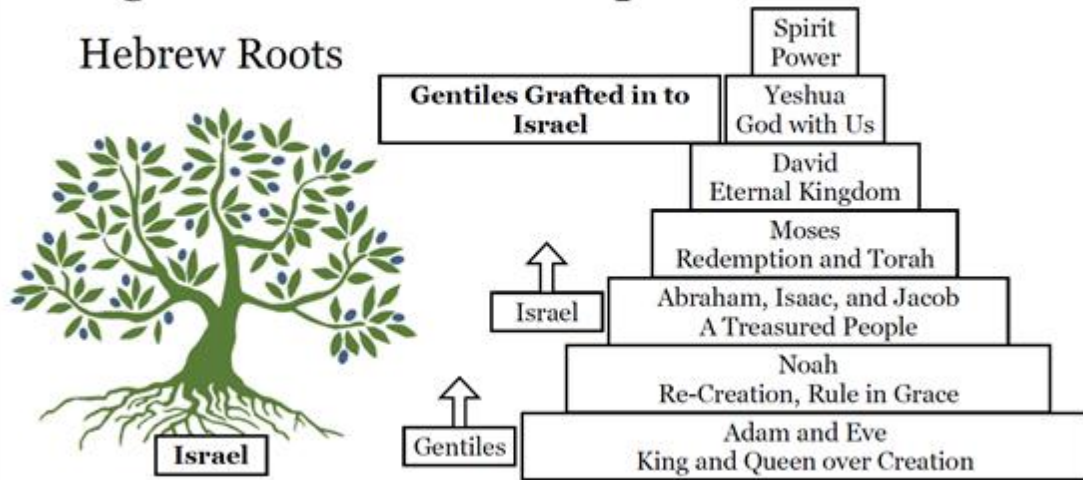 Hebrew Roots
Spirit
Power
Gentiles Grafted in to
Israel
Yeshua
God with Us
David
Eternal Kingdom
Moses
Redemption and Torah
Israel
Abraham, Isaac, and Jacob
A Treasured People
Noah
Re-Creation, Rule in Grace
Gentiles
Adam and Eve
King and Queen over Creation
Israel